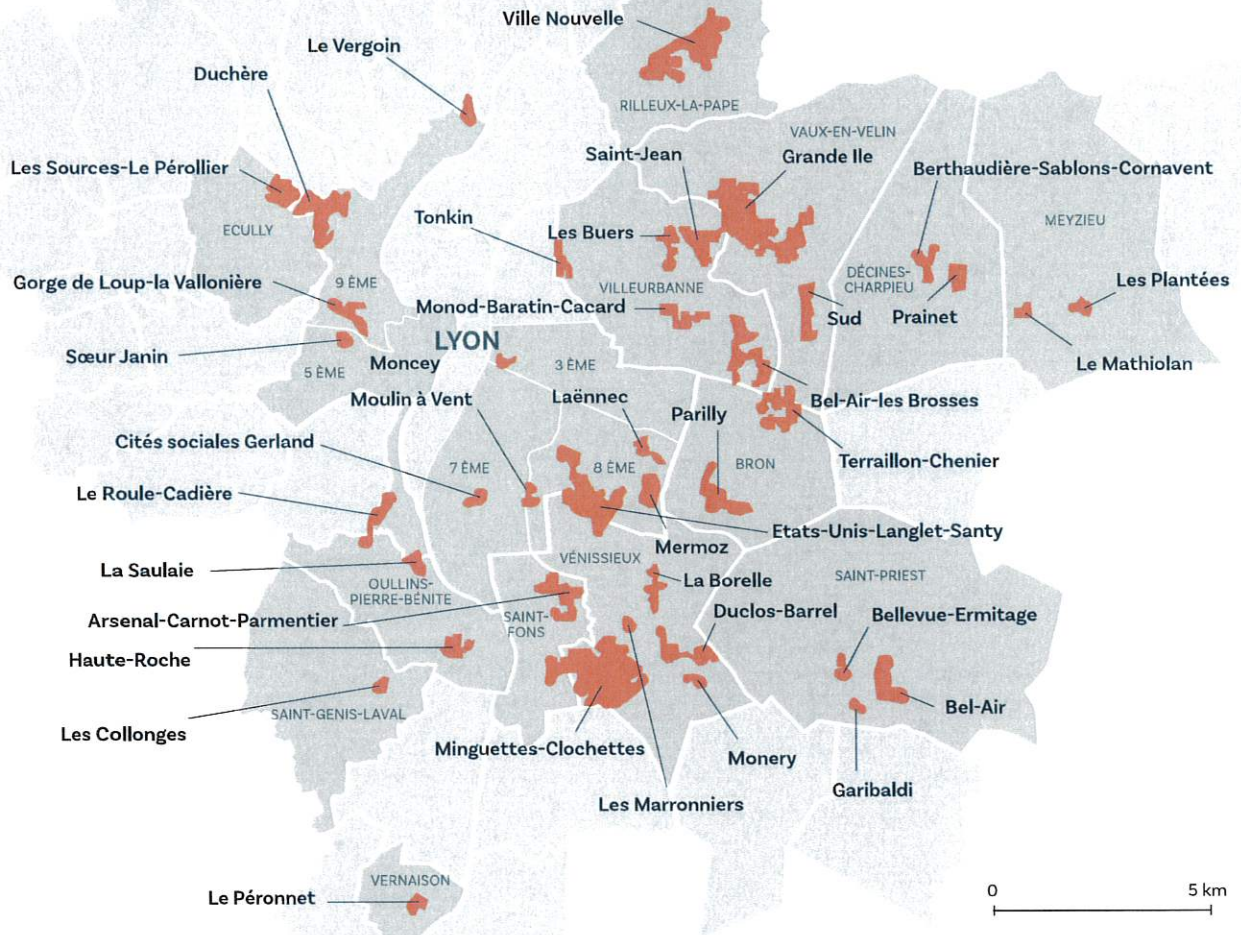 Ville Nouvelle
Le Vergoin
Duchère
RILLEUX-LA-PAPE
VAUX-EN-VELIN
Saint-Jean
Grande Ile
Les Sources-Le Pérollier
Berthaudière-Sablons-Cornavent
Tonkin
MEYZIEU
ECULLY
Les Buers
9 ÈME
DÉCINES-
CHARPIEU
Gorge de Loup-la Vallonière
VILLEURBANNE
Les Plantées
Monod-Baratin-Cacard
Sud
Prainet
LYON
Sœur Janin
Moncey
3 ÈME
Le Mathiolan
5 ÈME
Moulin à Vent
Laënnec
Bel-Air-les Brosses
Parilly
Cités sociales Gerland
Terraillon-Chenier
7 ÈME
8 ÈME
BRON
Le Roule-Cadière
Etats-Unis-Langlet-Santy
Mermoz
VÉNISSIEUX
La Saulaie
La Borelle
SAINT-PRIEST
OULLINS-
PIERRE-BÉNITE
Duclos-Barrel
Bellevue-Ermitage
Arsenal-Carnot-Parmentier
SAINT-
FONS
Haute-Roche
Bel-Air
SAINT-GENIS-LAVAL
Les Collonges
Minguettes-Clochettes
Monery
Garibaldi
Les Marronniers
VERNAISON
Le Péronnet
0 5 km